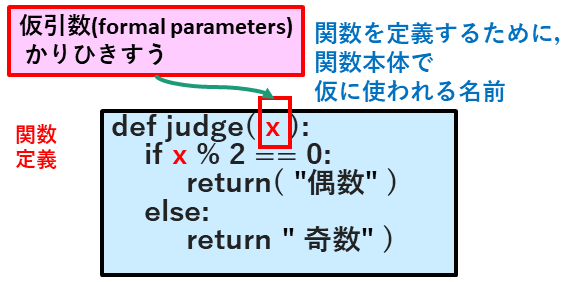 仮引数(formal parameters)
かりひきすう
関数を定義するために,
関数本体で
仮に使われる名前
関数
定義
def judge( x ):
if x % 2 == 0:
return( "偶数" )
else:
return " 奇数" )